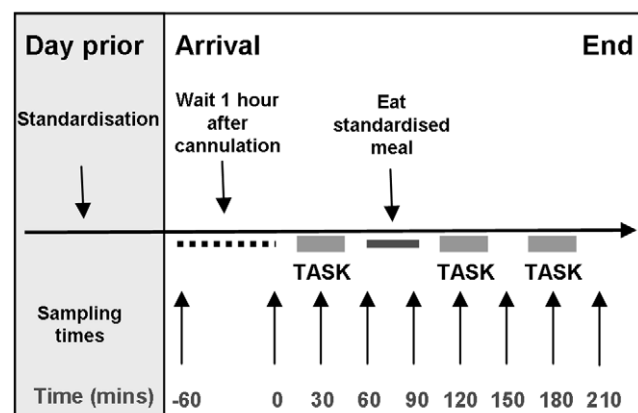 Day prior
Arrival
End
Standardisation
Wait 1 hour
after
cannulation
Eat
standardised
meal
TASK
TASK
TASK
Sampling
times
Time (mins)
-60
0
30
60
90
120
150
180
210